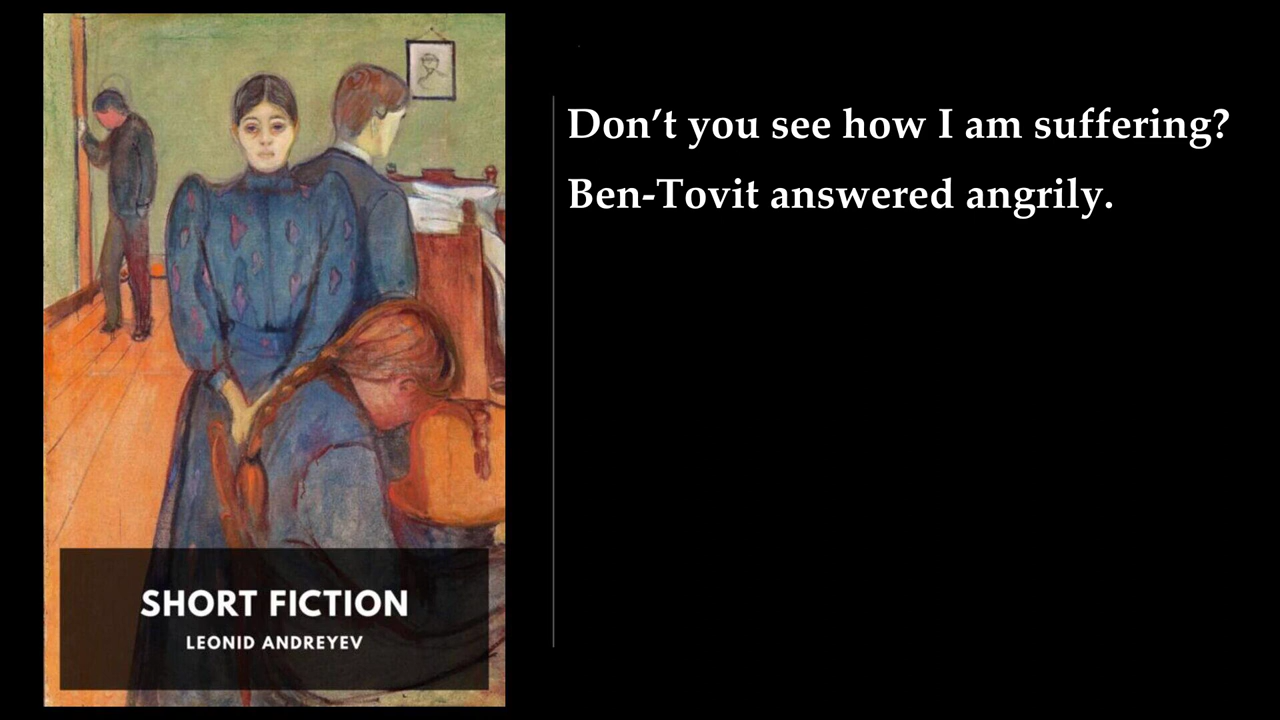 Don’t you see how I am suffering?
Ben-Tovit answered angrily.
SHORT FICTION
LEONID ANDREYEV